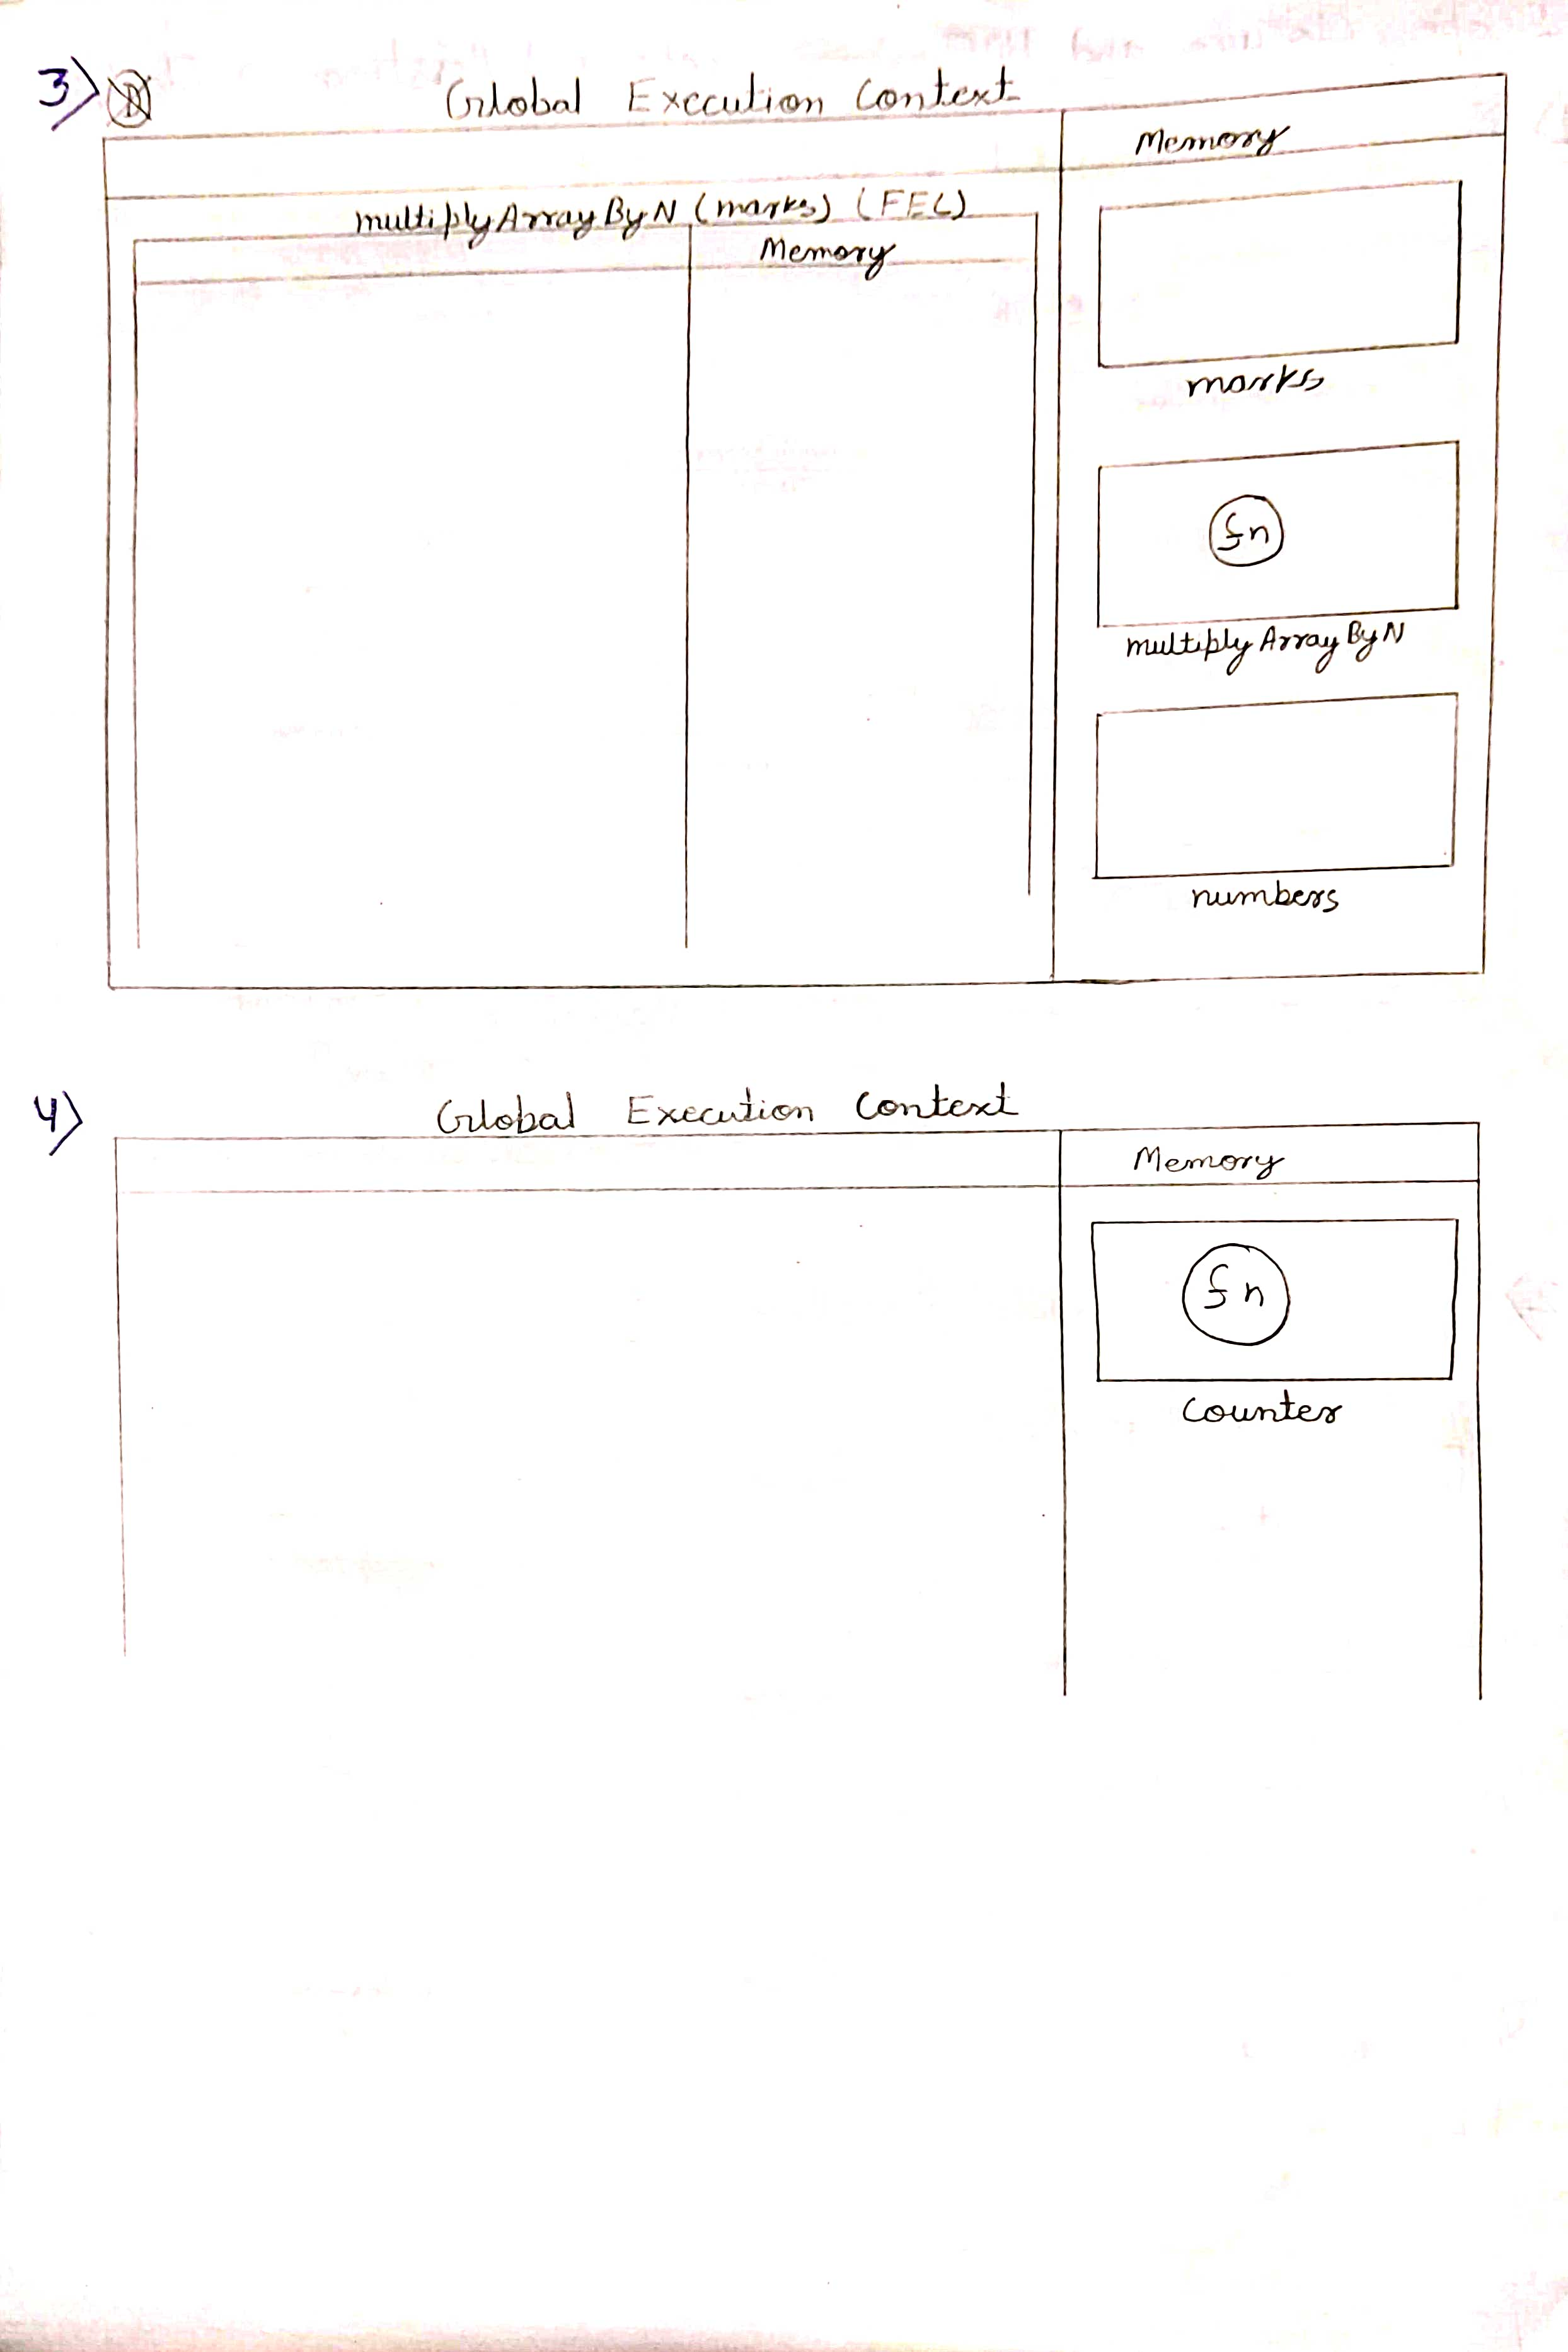 3)
Global Execution Context
Memory
multiplyArrayByN (marks) (FEC)
Memory
marks
fn
multiplyArrayByN
numbers
4)
Global Execution Context
Memory
fn
counter